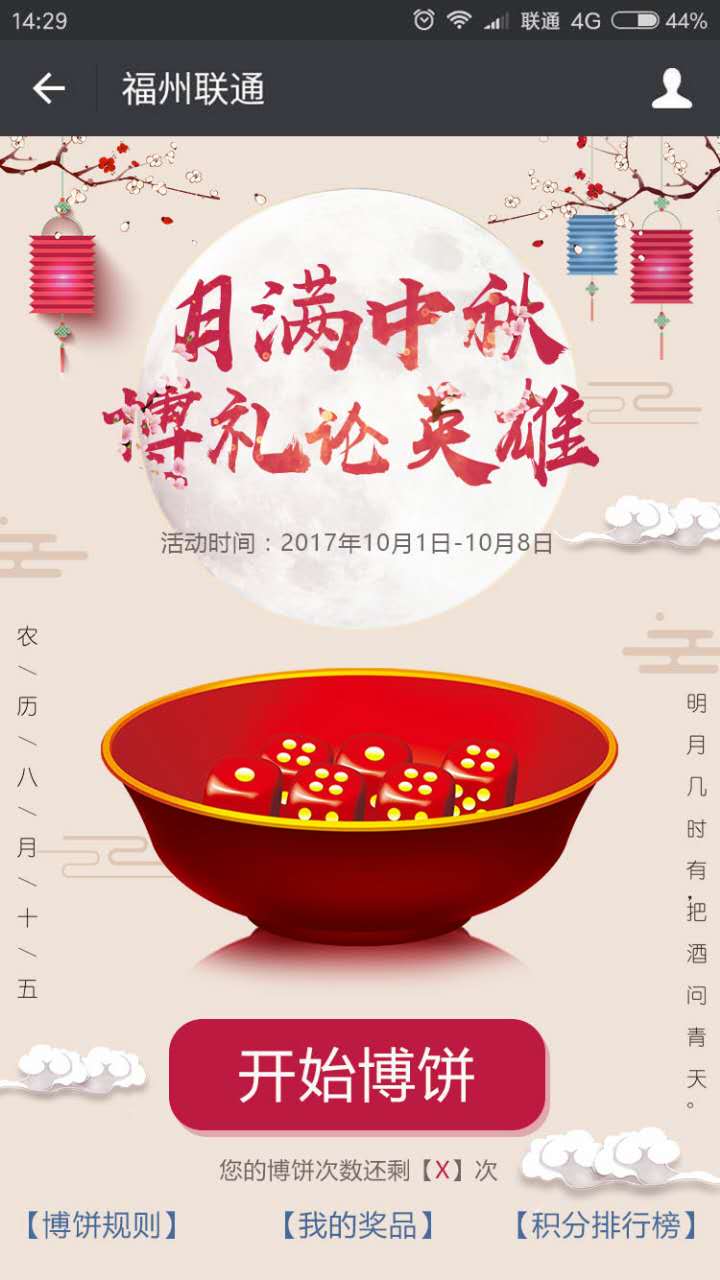 14:29
联通 4G 44%
福州联通
月满中秋
博礼论英雄
活动时间：2017年10月1日-10月8日
农/历/八/月/十/五
明月几时有，把酒问青天。
开始博饼
您的博饼次数还剩【X】次
【博饼规则】 【我的奖品】 【积分排行榜】